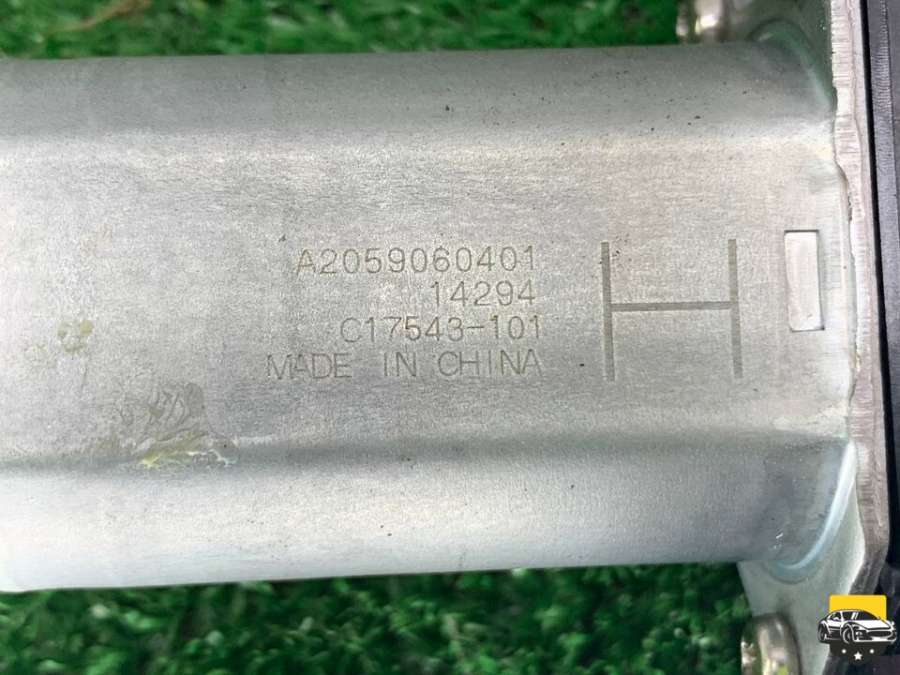 A2059060401
14294
C17543-101
MADE IN CHINA
H